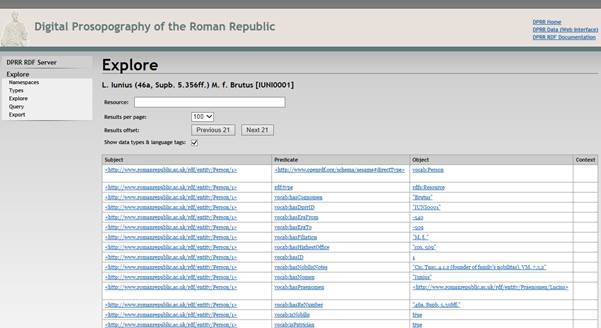 Digital Prosopography of the Roman Republic
DPRR Home
DPRR Data (Web Interface)
DPRR RDF Documentation
DPRR RDF Server
Explore
Namespaces
Types
Explore
Query
Export
Explore
L. Iunius (46a, Supb. 5.356ff.) M. f. Brutus [IUNI0001]
Resource:
Results per page: 100
Results offset: Previous 21 Next 21
Show data types & language tags:
Subject Predicate Object Context
<http://www.romanrepublic.ac.uk/rdf/entity/Person/1> <http://www.openrdf.org/schema/sesame#directType> vocab:Person
<http://www.romanrepublic.ac.uk/rdf/entity/Person/1> rdf:type rdfs:Resource
<http://www.romanrepublic.ac.uk/rdf/entity/Person/1> vocab:hasCognomen "Brutus"
<http://www.romanrepublic.ac.uk/rdf/entity/Person/1> vocab:hasDprrID "IUNI0001"
<http://www.romanrepublic.ac.uk/rdf/entity/Person/1> vocab:hasEraFrom -540
<http://www.romanrepublic.ac.uk/rdf/entity/Person/1> vocab:hasEraTo -509
<http://www.romanrepublic.ac.uk/rdf/entity/Person/1> vocab:hasFiliation "M. f."
<http://www.romanrepublic.ac.uk/rdf/entity/Person/1> vocab:hasHighestOffice "cos. 509"
<http://www.romanrepublic.ac.uk/rdf/entity/Person/1> vocab:hasID 1
<http://www.romanrepublic.ac.uk/rdf/entity/Person/1> vocab:hasNobilisNotes "Cic. Tusc. 4.1.2 (founder of family's nobilitas),
<http://www.romanrepublic.ac.uk/rdf/entity/Person/1> vocab:hasNomen "Iunius"
<http://www.romanrepublic.ac.uk/rdf/entity/Person/1> vocab:hasPraenomen <http://www.romanrepublic.ac.uk/rdf/entity/Praenomen/Lucius>
<http://www.romanrepublic.ac.uk/rdf/entity/Person/1> vocab:hasReNumber "46a, Supb. 5.356ff."
<http://www.romanrepublic.ac.uk/rdf/entity/Person/1> vocab:isNobilis true
<http://www.romanrepublic.ac.uk/rdf/entity/Person/1> vocab:isPatrician true